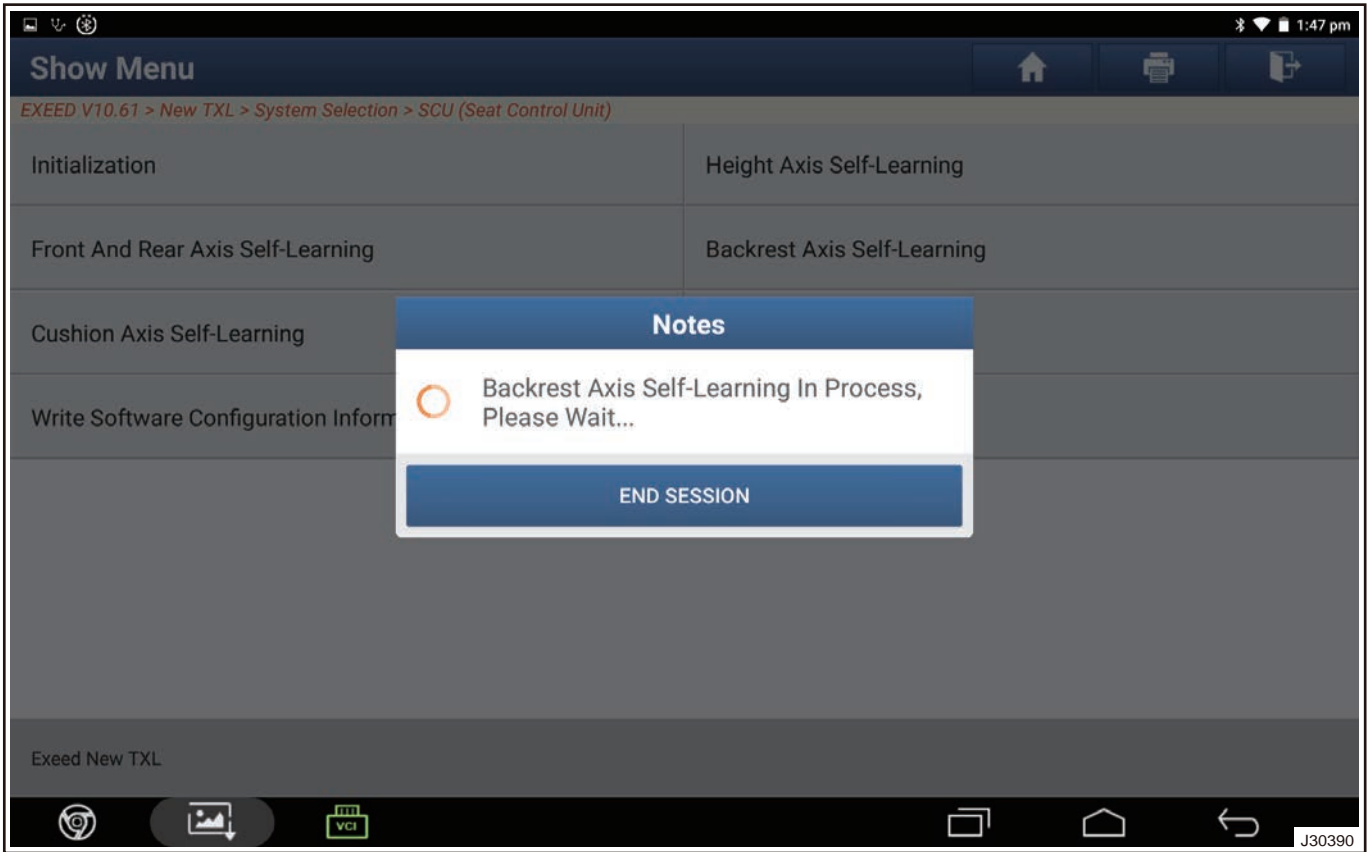 1:47 pm
Show Menu
EXEED V10.61 > New TXL > System Selection > SCU (Seat Control Unit)
Initialization
Height Axis Self-Learning
Front And Rear Axis Self-Learning
Backrest Axis Self-Learning
Cushion Axis Self-Learning
Write Software Configuration Inform
Notes
Backrest Axis Self-Learning In Process,
Please Wait...
END SESSION
Exeed New TXL
VCI
J30390